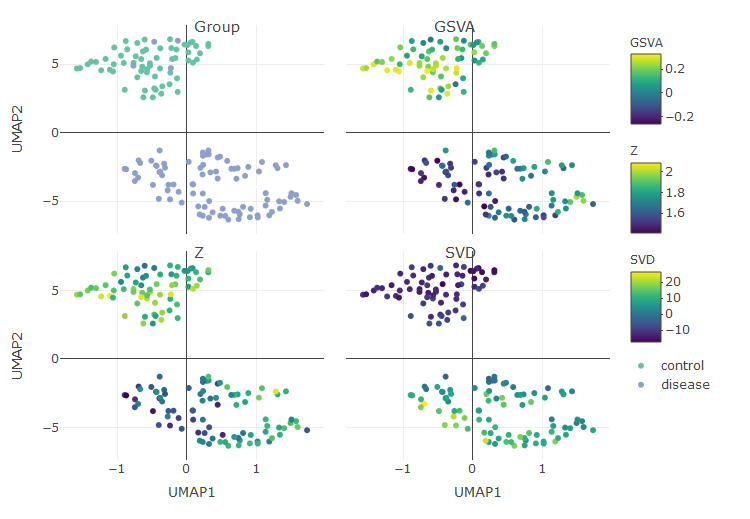 Group
GSVA
GSVA
0.2
0
−0.2
5
0
−5
UMAP2
Z
2
1.8
1.6
Z
SVD
SVD
20
10
0
−10
5
0
−5
UMAP2
control
disease
−1
0
1
−1
0
1
UMAP1
UMAP1